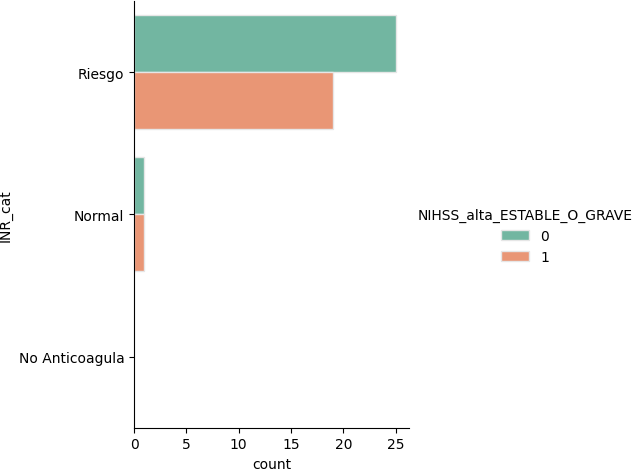 Riesgo
Normal
No Anticoagula
INR_cat
0 5 10 15 20 25
count
NIHSS_alta_ESTABLE_O_GRAVE
0
1